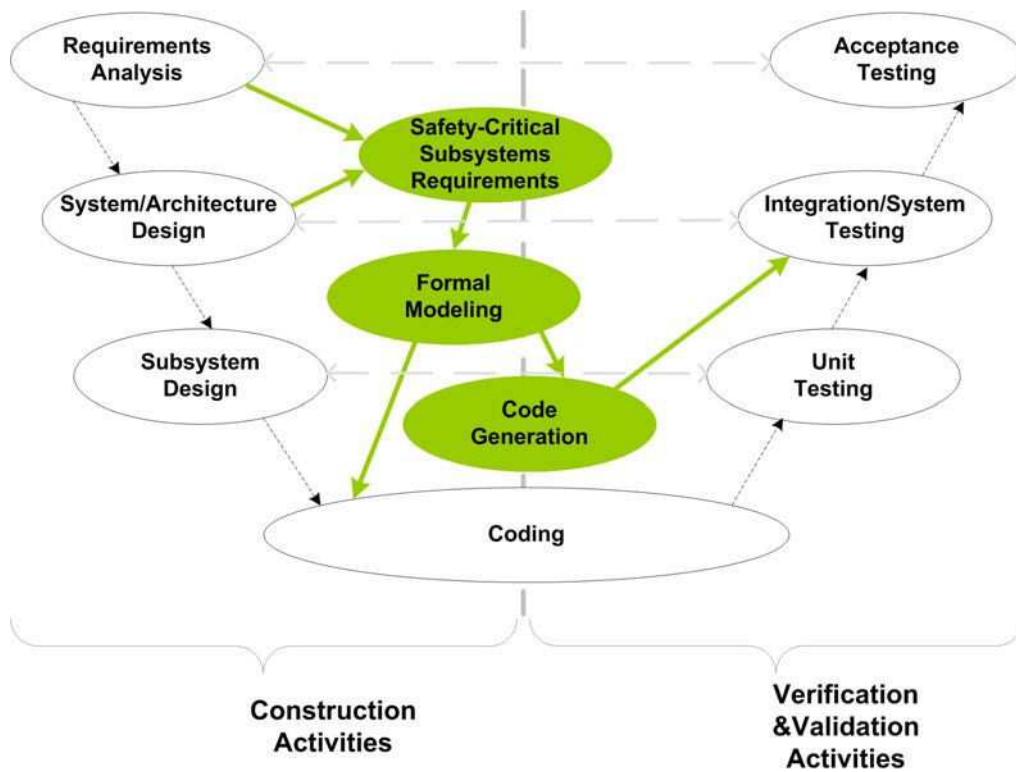 Requirements
Analysis
Acceptance
Testing
Safety-Critical
Subsystems
Requirements
System/Architecture
Design
Integration/System
Testing
Formal
Modeling
Subsystem
Design
Unit
Testing
Code
Generation
Coding
Construction
Activities
Verification
&Validation
Activities